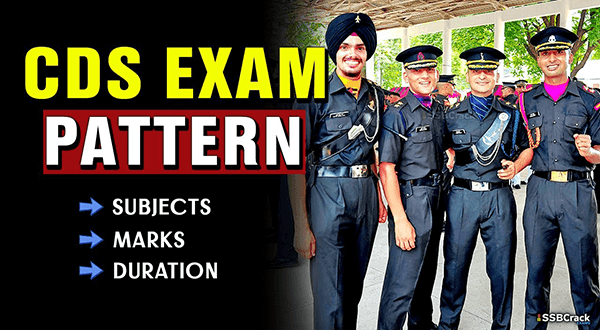 CDS EXAM
PATTERN
SUBJECTS
MARKS
DURATION
SSBCrack